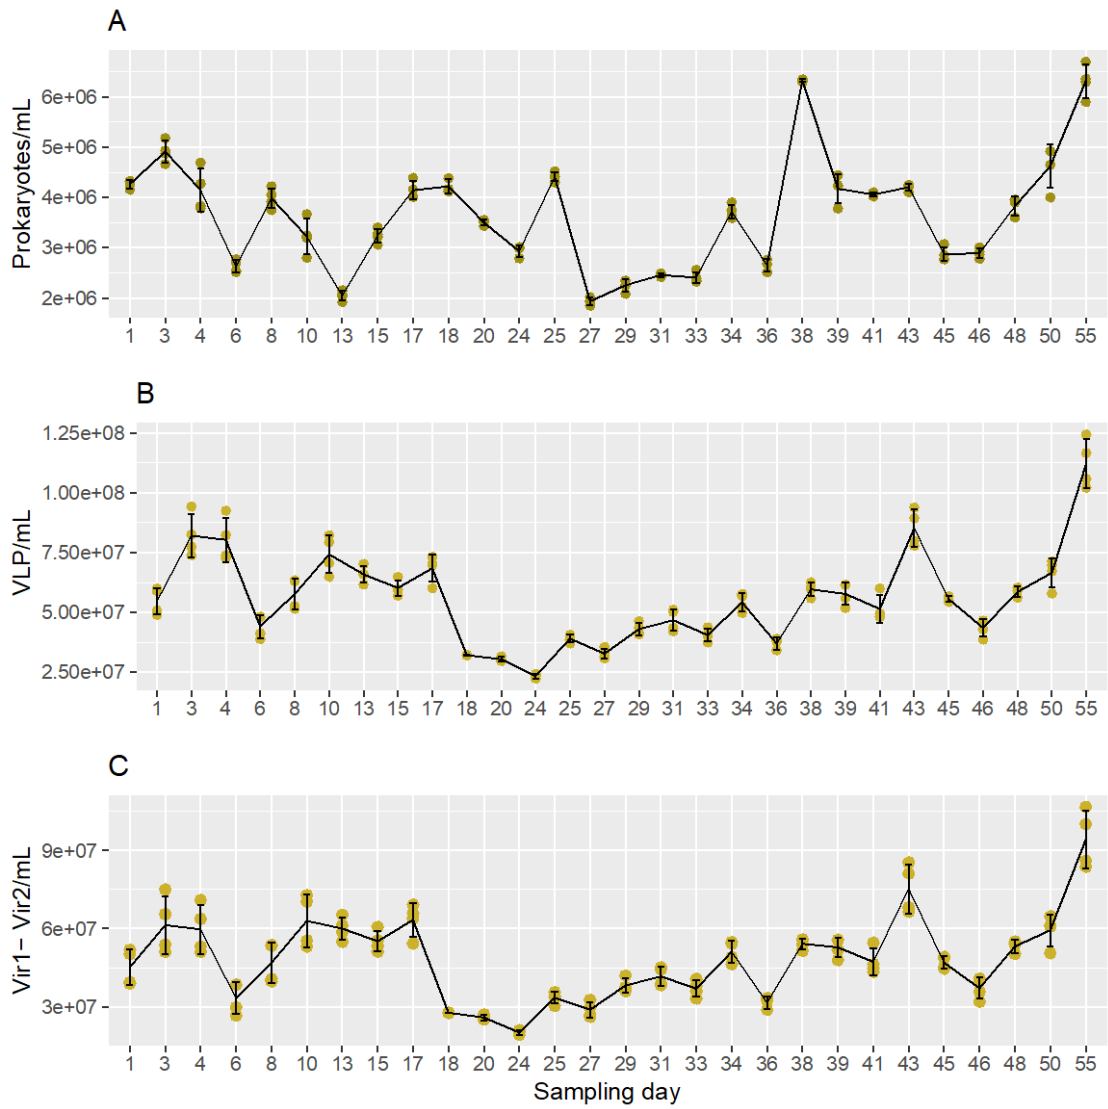 A
Prokaryotes/mL
6e+06
5e+06
4e+06
3e+06
2e+06
1 3 4 6 8 10 13 15 17 18 20 24 25 27 29 31 33 34 36 38 39 41 43 45 46 48 50 55
B
VLP/mL
1.25e+08
1.00e+08
7.50e+07
5.00e+07
2.50e+07
1 3 4 6 8 10 13 15 17 18 20 24 25 27 29 31 33 34 36 38 39 41 43 45 46 48 50 55
C
Vir1− Vir2/mL
9e+07
6e+07
3e+07
1 3 4 6 8 10 13 15 17 18 20 24 25 27 29 31 33 34 36 38 39 41 43 45 46 48 50 55
Sampling day